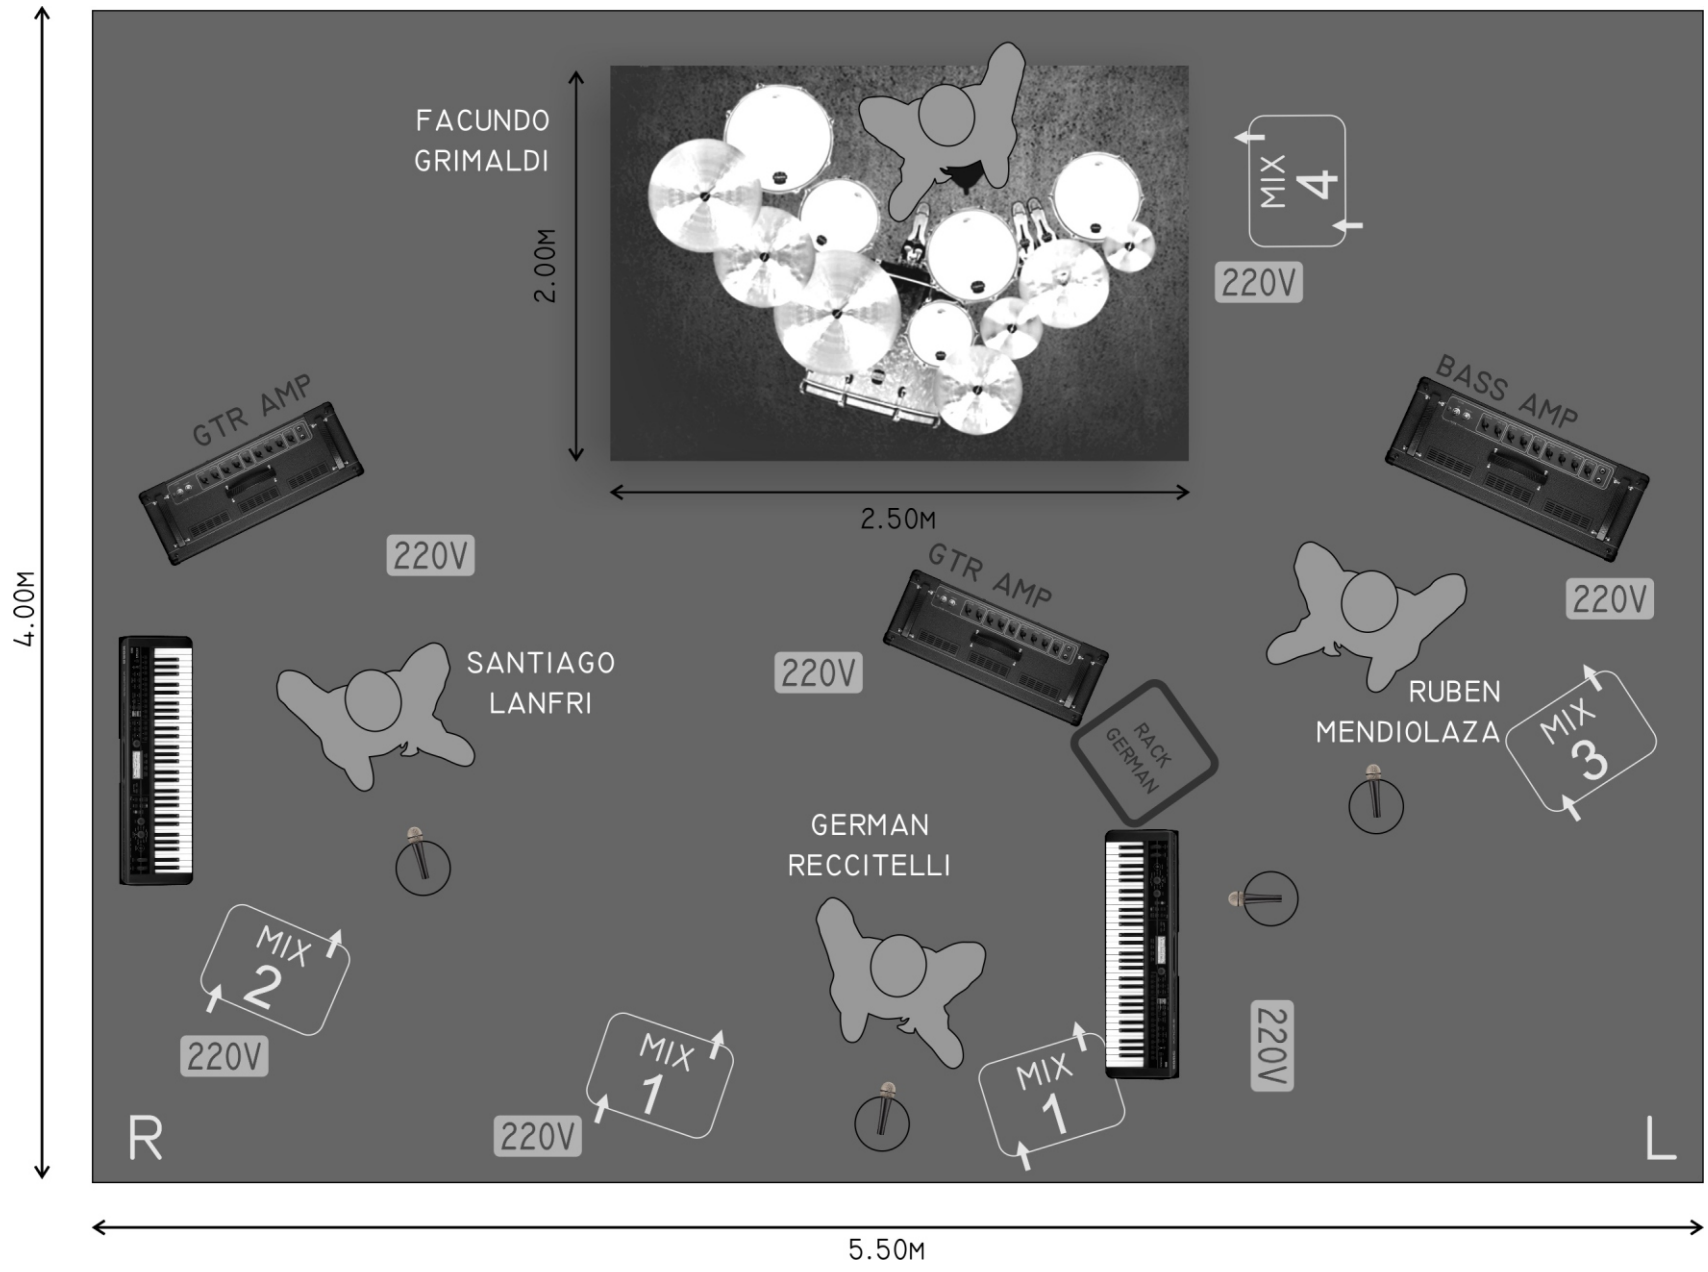 FACUNDO
GRIMALDI
2.00M
MIX
4
220V
GTR AMP
BASS AMP
2.50M
220V
GTR AMP
220V
4.00M
SANTIAGO
LANFRI
220V
RACK
GERMAN
RUBEN
MENDIOLAZA
MIX
3
GERMAN
RECCITELLI
MIX
2
220V
MIX
1
220V
MIX
1
220V
R
L
5.50M